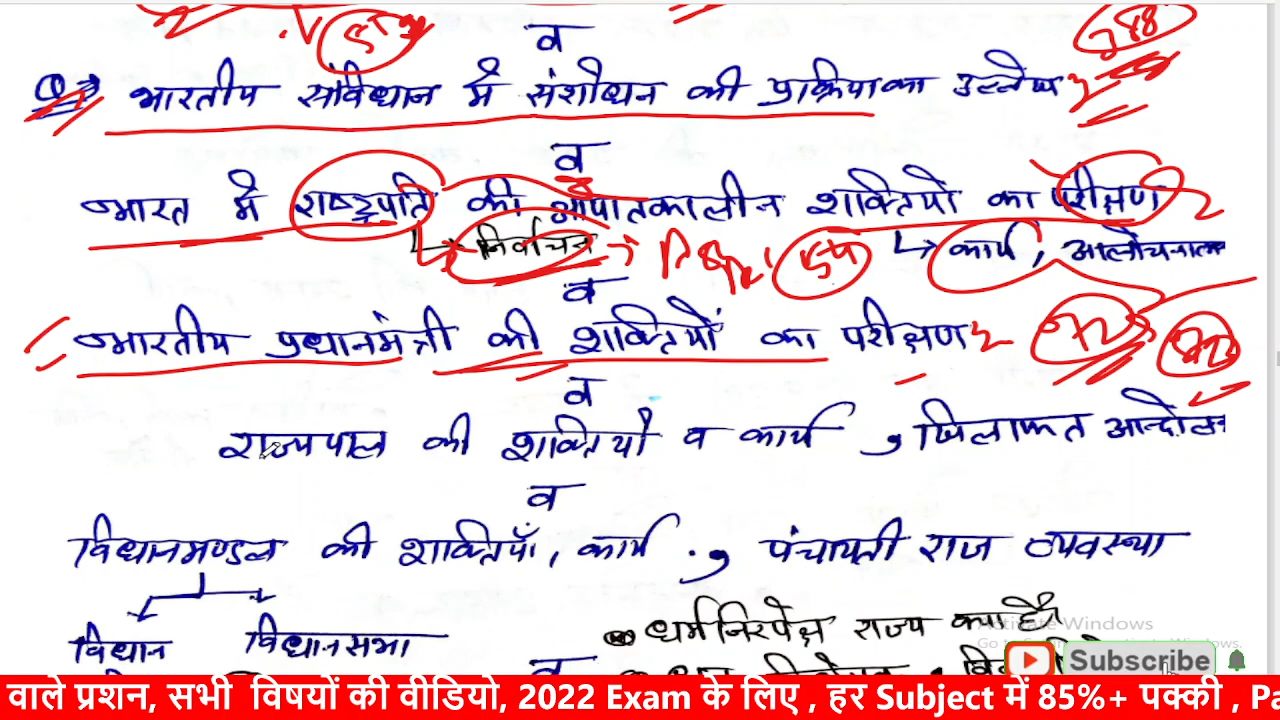 व
Q भारतीय संविधान में संशोधन की प्रक्रिया का उल्लेख
व
भारत में राष्ट्रपति की आपातकालीन शक्तियों का परीक्षण
↳ निर्वाचन → ↳ कार्य, आलोचनात्मक
व
भारतीय प्रधानमंत्री की शक्तियों का परीक्षण
व
राज्यपाल की शक्तियाँ व कार्य, खिलाफत आन्दोलन
व
विधानमण्डल की शक्तियाँ, कार्य, पंचायती राज व्यवस्था
विधान विधानसभा
धर्मनिरपेक्ष राज्य क्या है
व
Activate Windows
Subscribe
वाले प्रशन, सभी विषयों की वीडियो, 2022 Exam के लिए , हर Subject में 85%+ पक्की , Pa